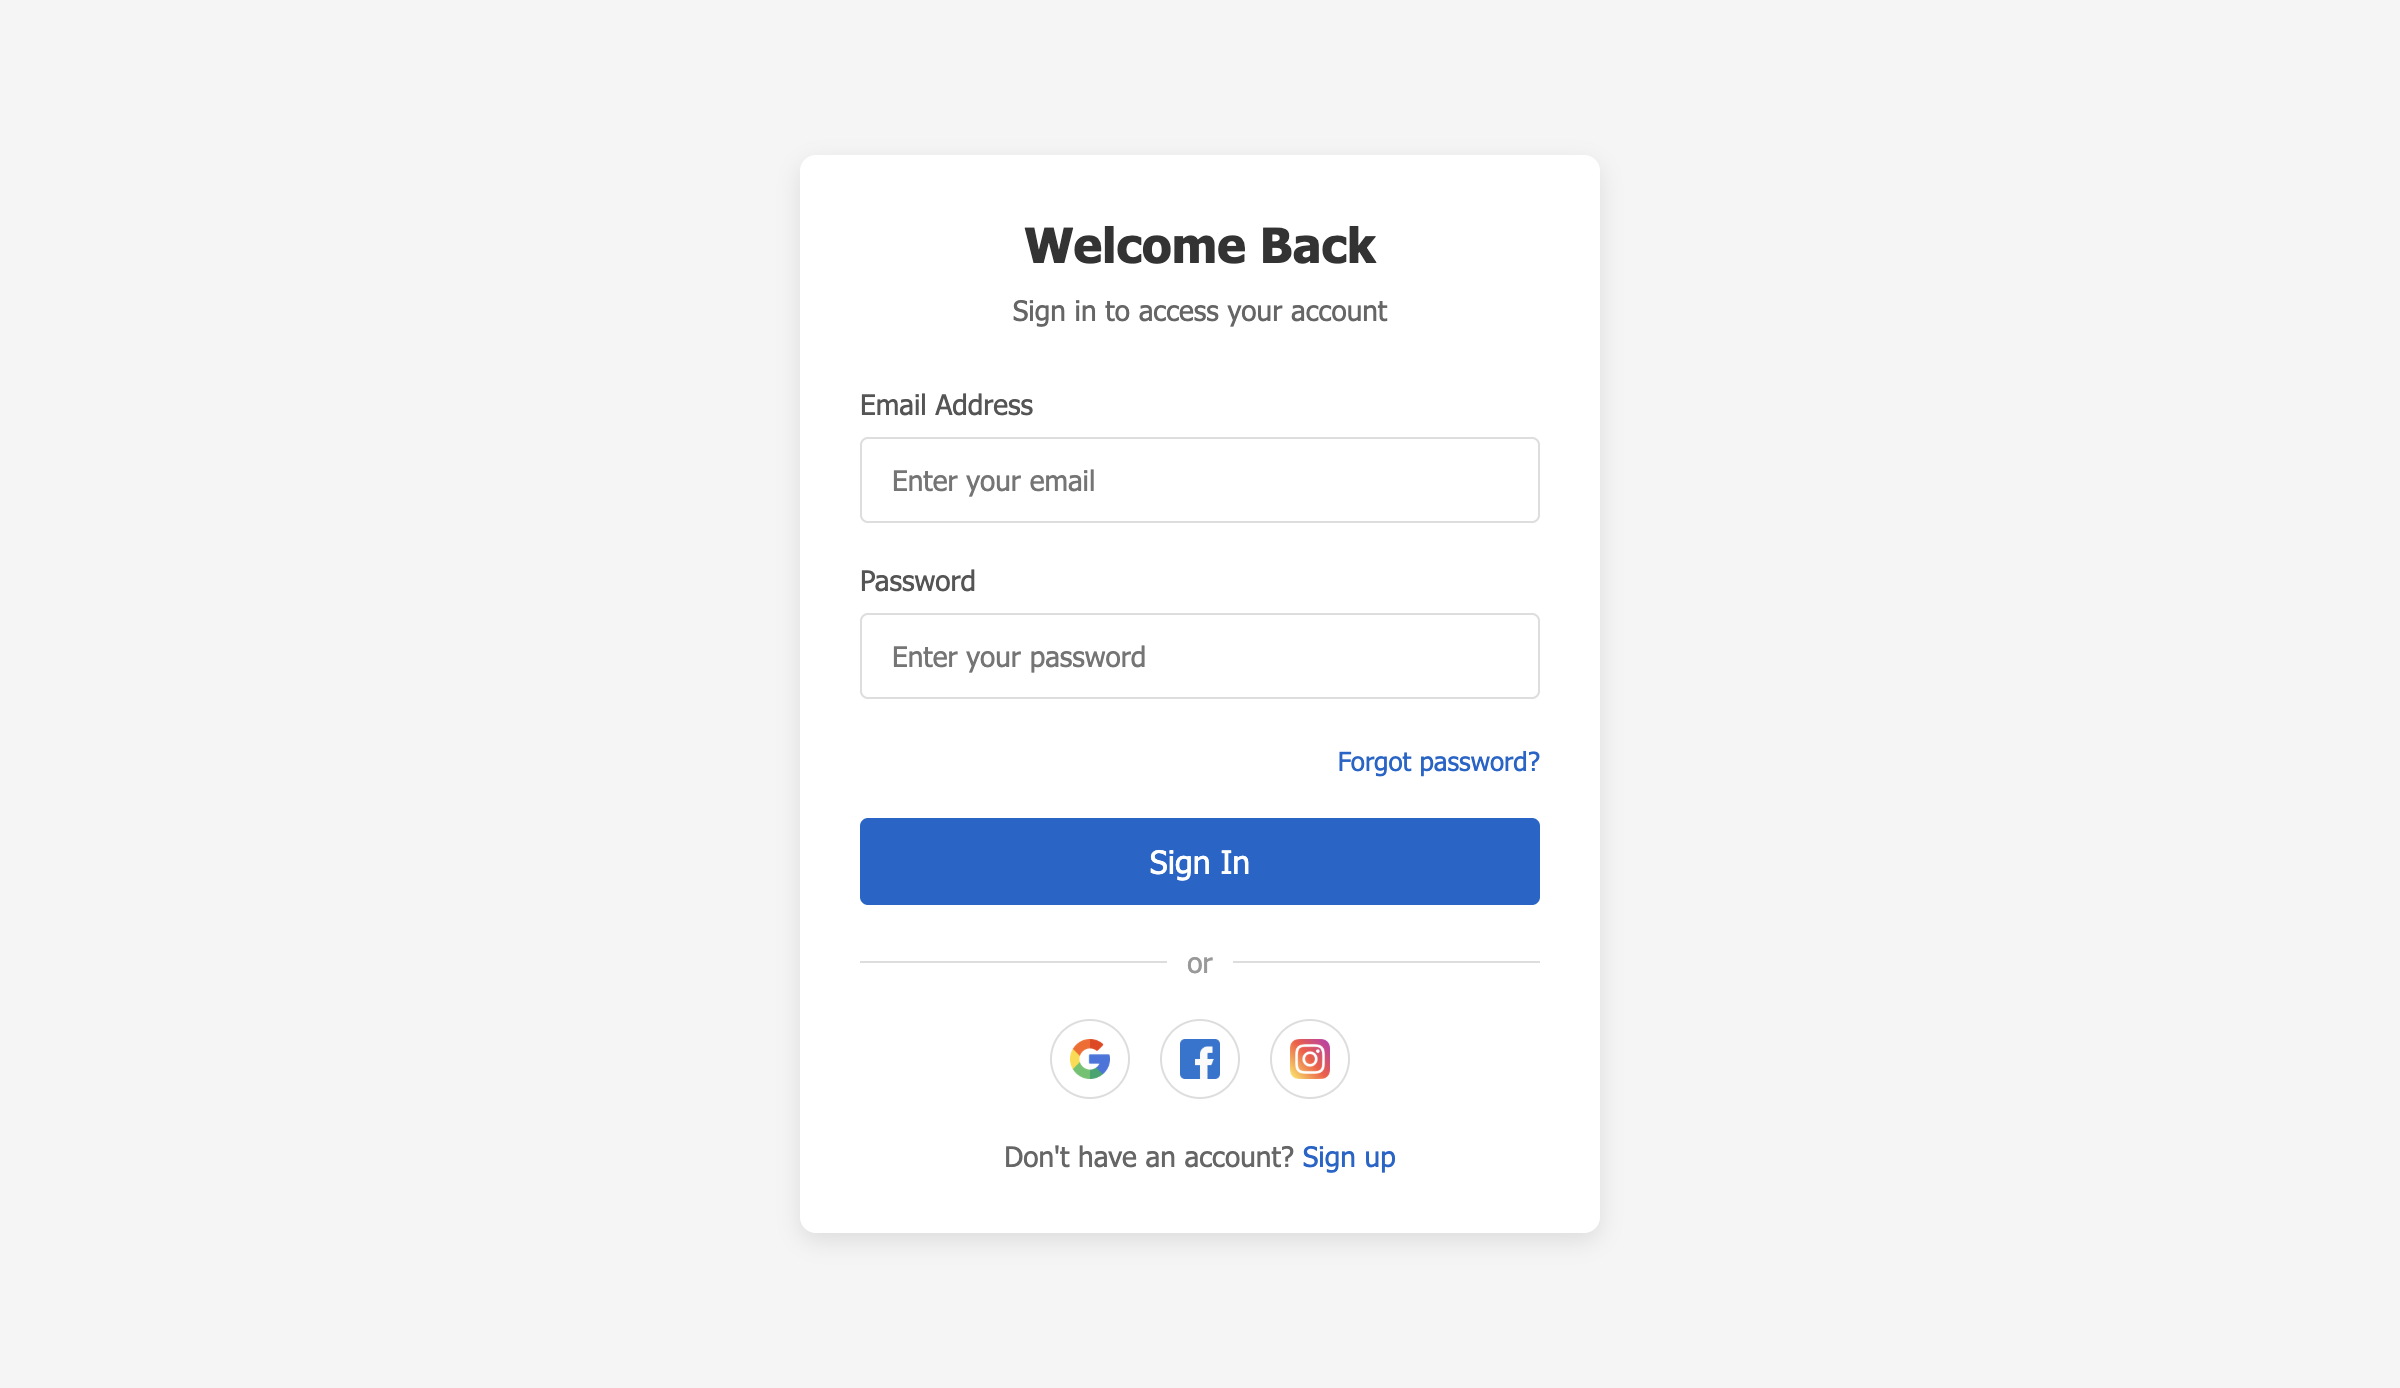 Welcome Back
Sign in to access your account
Email Address
Enter your email
Password
Enter your password
Forgot password?
Sign In
or
Don't have an account? Sign up